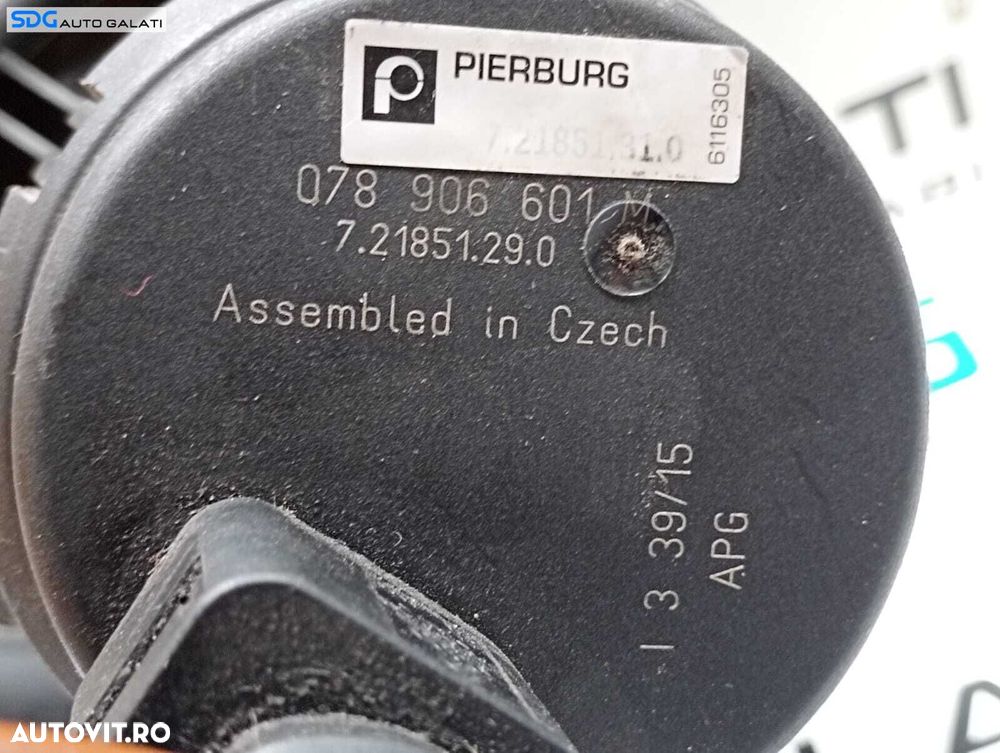 SDG AUTO GALATI
PIERBURG
7.21851.31.0
6116305
078 906 601 M
7.21851.29.0
Assembled in Czech
I 3 39/15
APG
AUTOVIT.RO